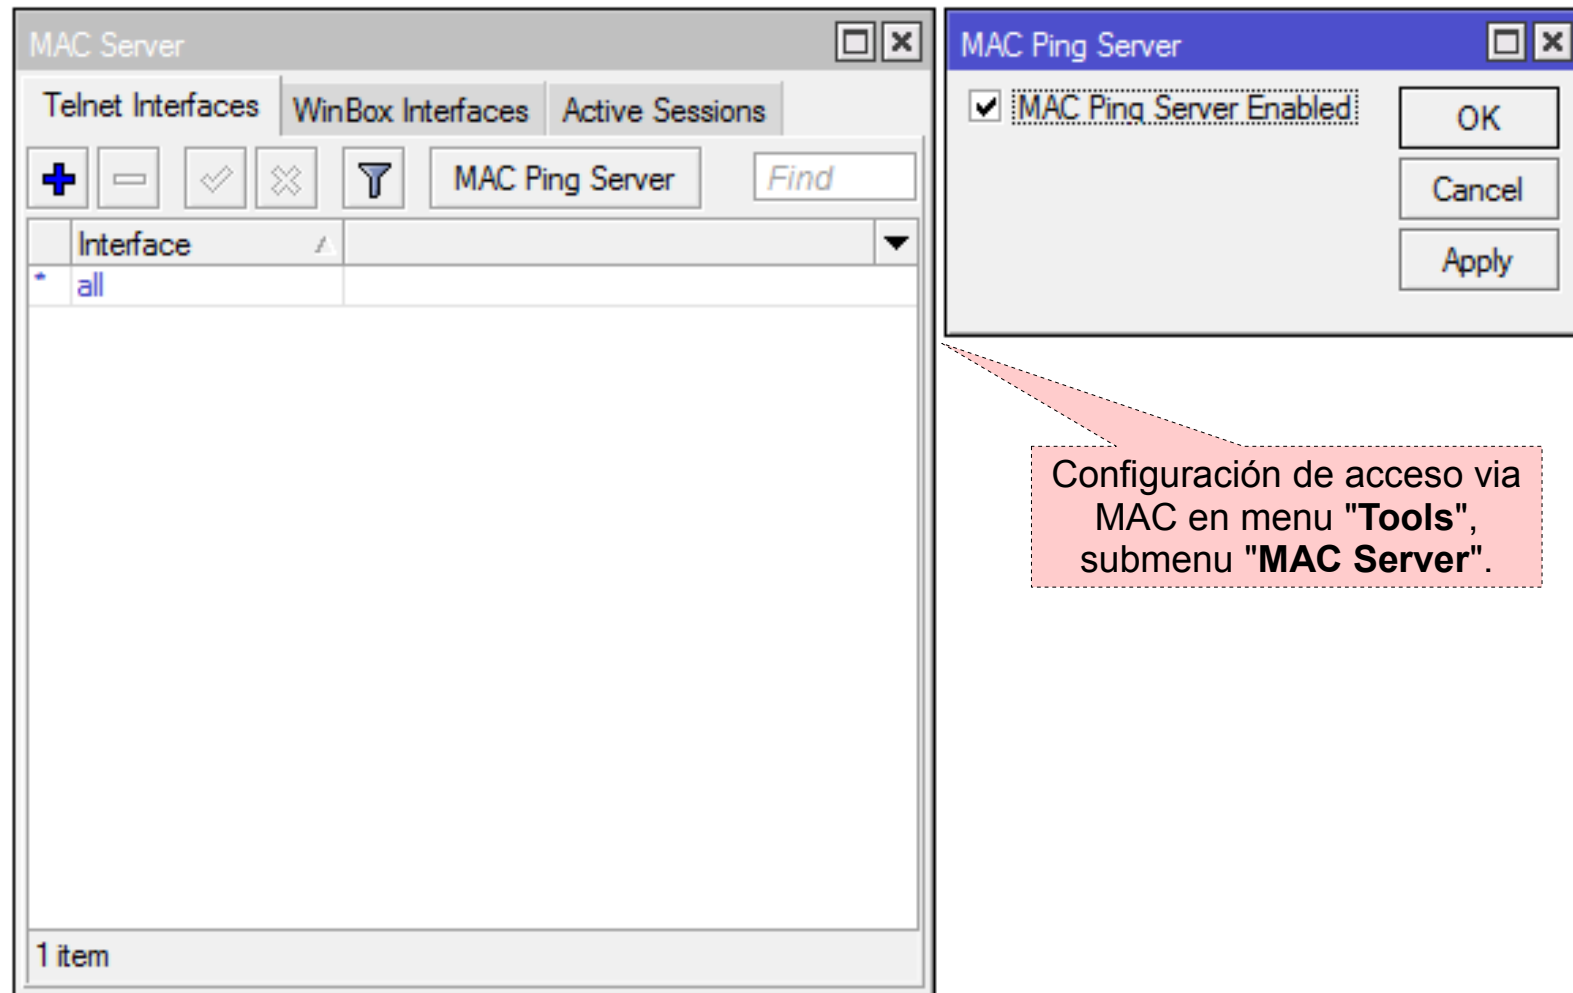 MAC Server
Telnet Interfaces WinBox Interfaces Active Sessions
MAC Ping Server Find
Interface
* all
1 item
MAC Ping Server
MAC Ping Server Enabled
OK
Cancel
Apply
Configuración de acceso via
MAC en menu "Tools",
submenu "MAC Server".